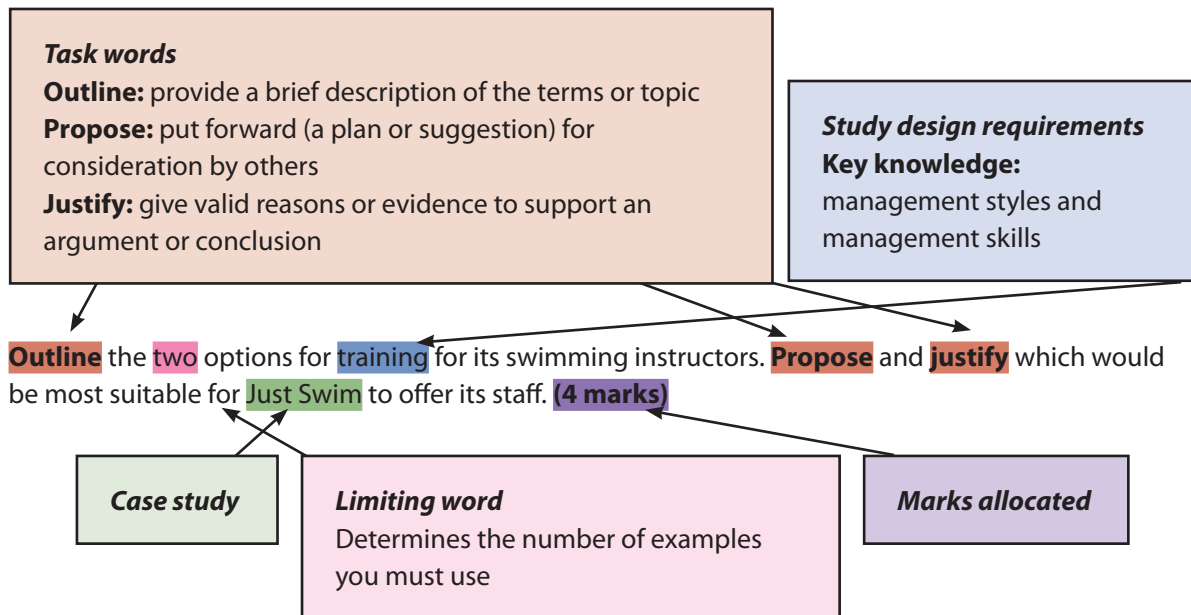 Task words
Outline: provide a brief description of the terms or topic
Propose: put forward (a plan or suggestion) for
consideration by others
Justify: give valid reasons or evidence to support an
argument or conclusion
Study design requirements
Key knowledge:
management styles and
management skills
Outline the two options for training for its swimming instructors. Propose and justify which would
be most suitable for Just Swim to offer its staff. (4 marks)
Case study
Limiting word
Determines the number of examples
you must use
Marks allocated